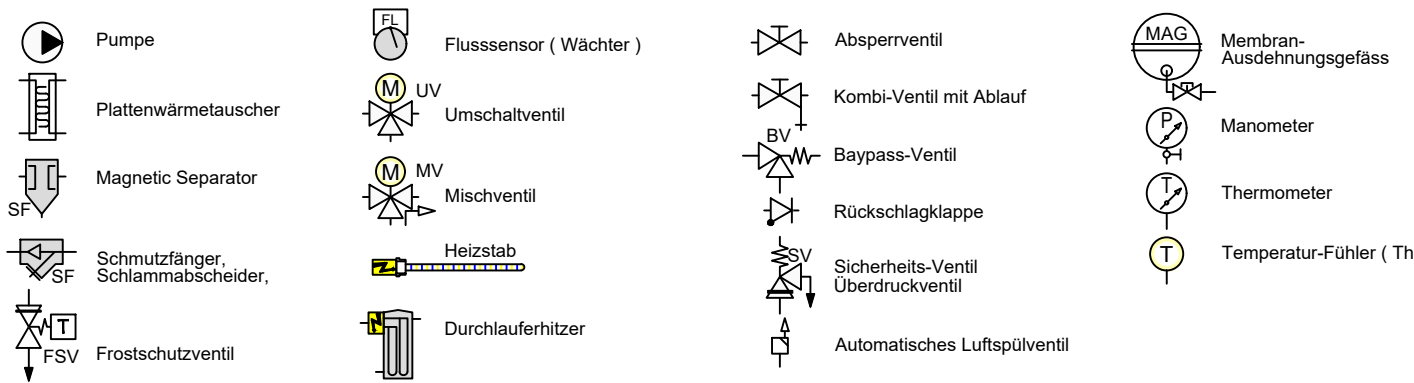 Pumpe
Plattenwärmetauscher
SF
Magnetic Separator
SF
Schmutzfänger,
Schlammabscheider,
T
FSV
Frostschutzventil
FL
Flusssensor ( Wächter )
M
UV
Umschaltventil
M
MV
Mischventil
Heizstab
Durchlauferhitzer
Absperrventil
Kombi-Ventil mit Ablauf
BV
Baypass-Ventil
Rückschlagklappe
SV
Sicherheits-Ventil
Überdruckventil
Automatisches Luftspülventil
MAG
Membran-
Ausdehnungsgefäss
P
Manometer
T
Thermometer
T
Temperatur-Fühler ( Th